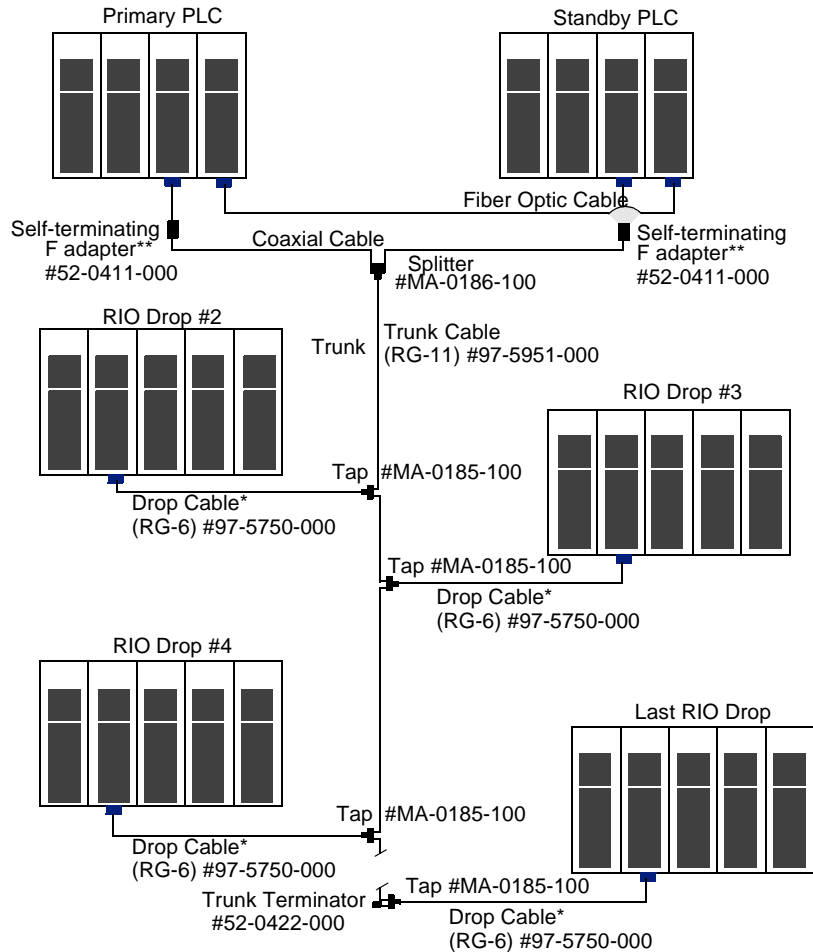 Primary PLC
Standby PLC
Fiber Optic Cable
Self-terminating
F adapter**
#52-0411-000
Coaxial Cable
Splitter
#MA-0186-100
Self-terminating
F adapter**
#52-0411-000
RIO Drop #2
Trunk
Trunk Cable
(RG-11) #97-5951-000
RIO Drop #3
Tap #MA-0185-100
Drop Cable*
(RG-6) #97-5750-000
Tap #MA-0185-100
Drop Cable*
(RG-6) #97-5750-000
RIO Drop #4
Last RIO Drop
Tap #MA-0185-100
Drop Cable*
(RG-6) #97-5750-000
Trunk Terminator
#52-0422-000
Tap #MA-0185-100
Drop Cable*
(RG-6) #97-5750-000